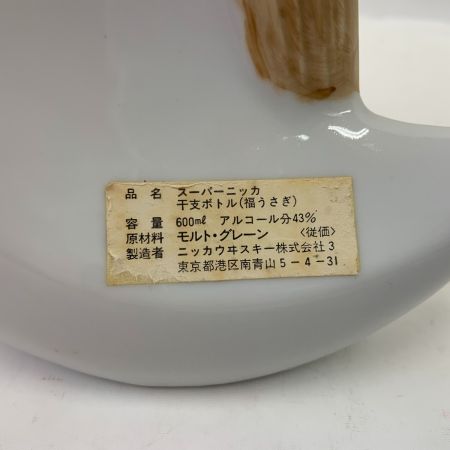 品名 スーパーニッカ
干支ボトル(福うさぎ)
容量 600㎖ アルコール分43%
原材料 モルト・グレーン 〈従価〉
製造者 ニッカウヰスキー株式会社3
東京都港区南青山5-4-31